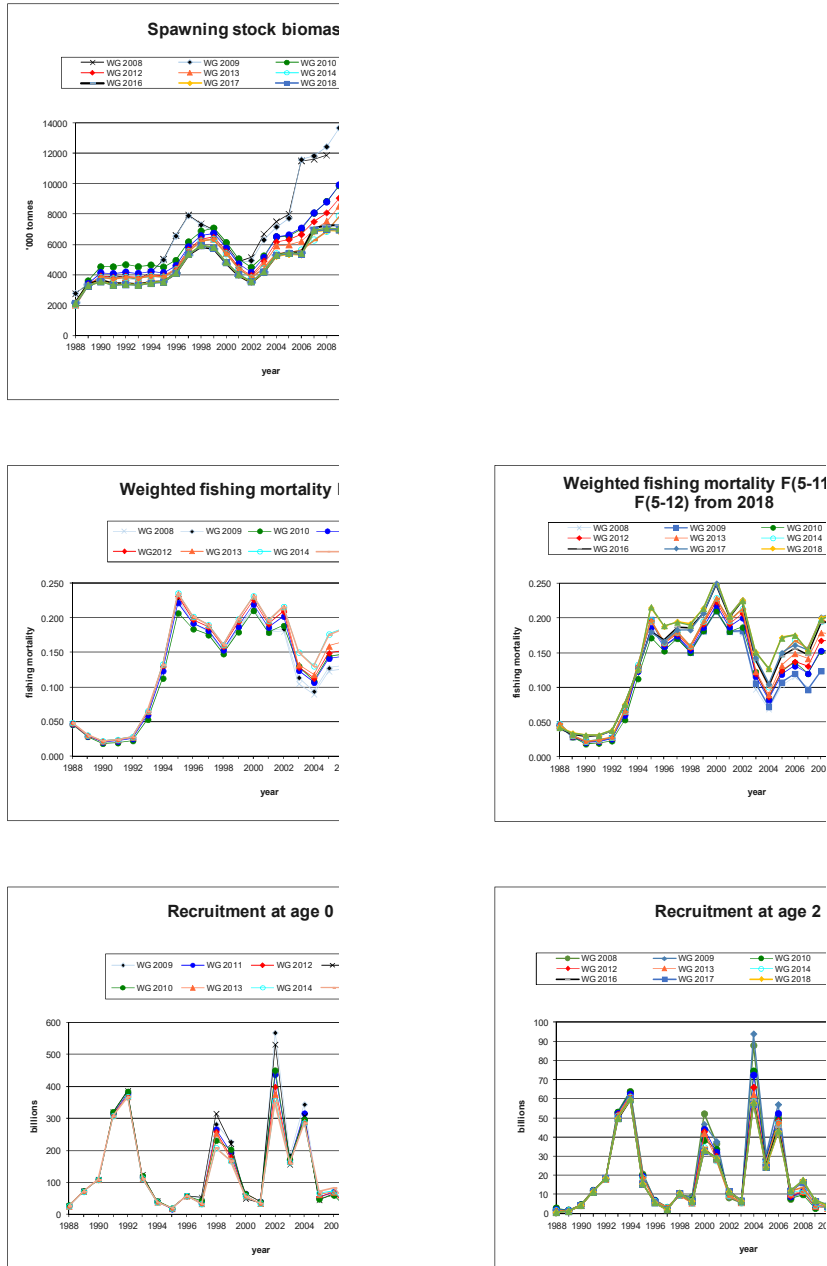 Spawning stock biomas
WG 2008 WG 2009 WG 2010
WG 2012 WG 2013 WG 2014
WG 2016 WG 2017 WG 2018
14000
12000
10000
8000
6000
4000
2000
0
'000 tonnes
1988 1990 1992 1994 1996 1998 2000 2002 2004 2006 2008
year
Weighted fishing mortality
WG 2008 WG 2009 WG 2010
WG2012 WG 2013 WG 2014
0.250
0.200
0.150
0.100
0.050
0.000
fishing mortality
1988 1990 1992 1994 1996 1998 2000 2002 2004 2
year
Weighted fishing mortality F(5-11
F(5-12) from 2018
WG 2008 WG 2009 WG 2010
WG 2012 WG 2013 WG 2014
WG 2016 WG 2017 WG 2018
0.250
0.200
0.150
0.100
0.050
0.000
fishing mortality
1988 1990 1992 1994 1996 1998 2000 2002 2004 2006 200
year
Recruitment at age 0
WG 2009 WG 2011 WG 2012
WG 2010 WG 2013 WG 2014
600
500
400
300
200
100
0
billions
1988 1990 1992 1994 1996 1998 2000 2002 2004 2006
year
Recruitment at age 2
WG 2008 WG 2009 WG 2010
WG 2012 WG 2013 WG 2014
WG 2016 WG 2017 WG 2018
100
90
80
70
60
50
40
30
20
10
0
billions
1988 1990 1992 1994 1996 1998 2000 2002 2004 2006 200
year